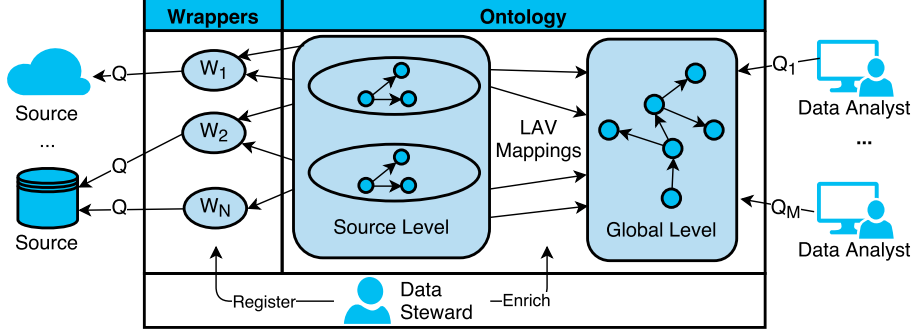 Wrappers
Ontology
Q
W1
Source
...
Q
W2
Q
WN
Source
Source Level
LAV
Mappings
Global Level
Q1
Data Analyst
...
QM
Data Analyst
Register
Data
Steward
Enrich